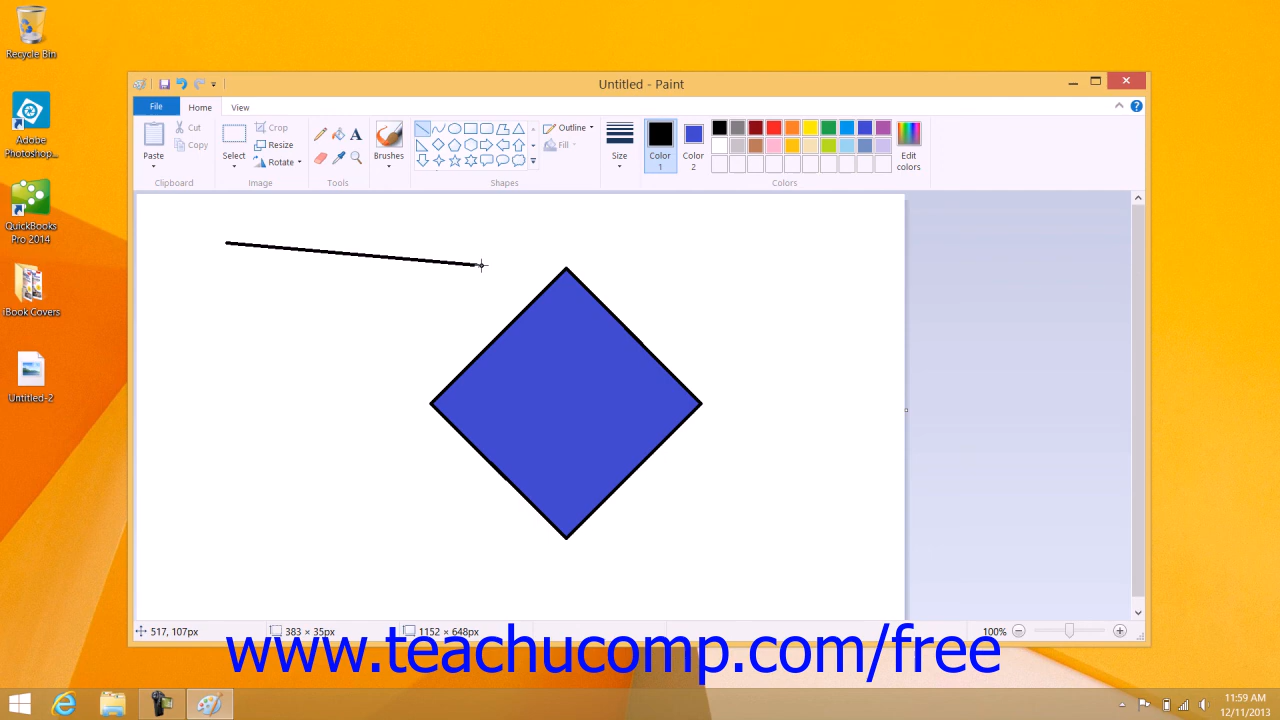 Recycle Bin
Adobe
Photoshop...
QuickBooks
Pro 2014
iBook Covers
Untitled-2
Untitled - Paint
File Home View
Paste
Cut
Copy
Clipboard
Select
Crop
Resize
Rotate
Image
A
Tools
Brushes
Outline
Fill
Shapes
Size
Color
1
Color
2
Edit
colors
Colors
517, 107px
383 × 35px
1152 × 648px
100%
www.teachucomp.com/free
11:59 AM
12/11/2013